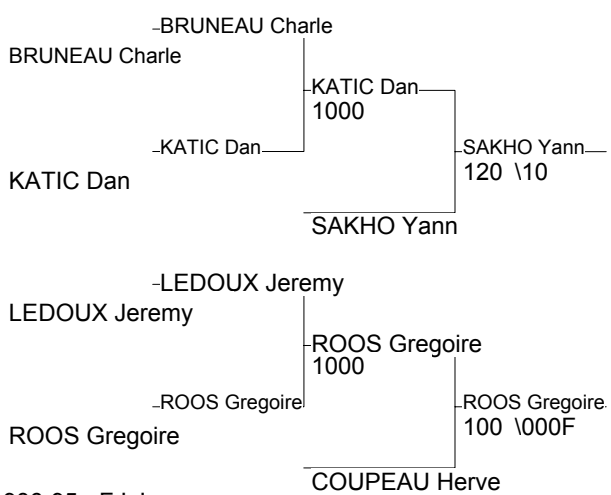 BRUNEAU Charle
BRUNEAU Charle
KATIC Dan
1000
KATIC Dan
SAKHO Yann
120 \10
KATIC Dan
SAKHO Yann
LEDOUX Jeremy
LEDOUX Jeremy
ROOS Gregoire
1000
ROOS Gregoire
ROOS Gregoire
100 \000F
ROOS Gregoire
COUPEAU Herve